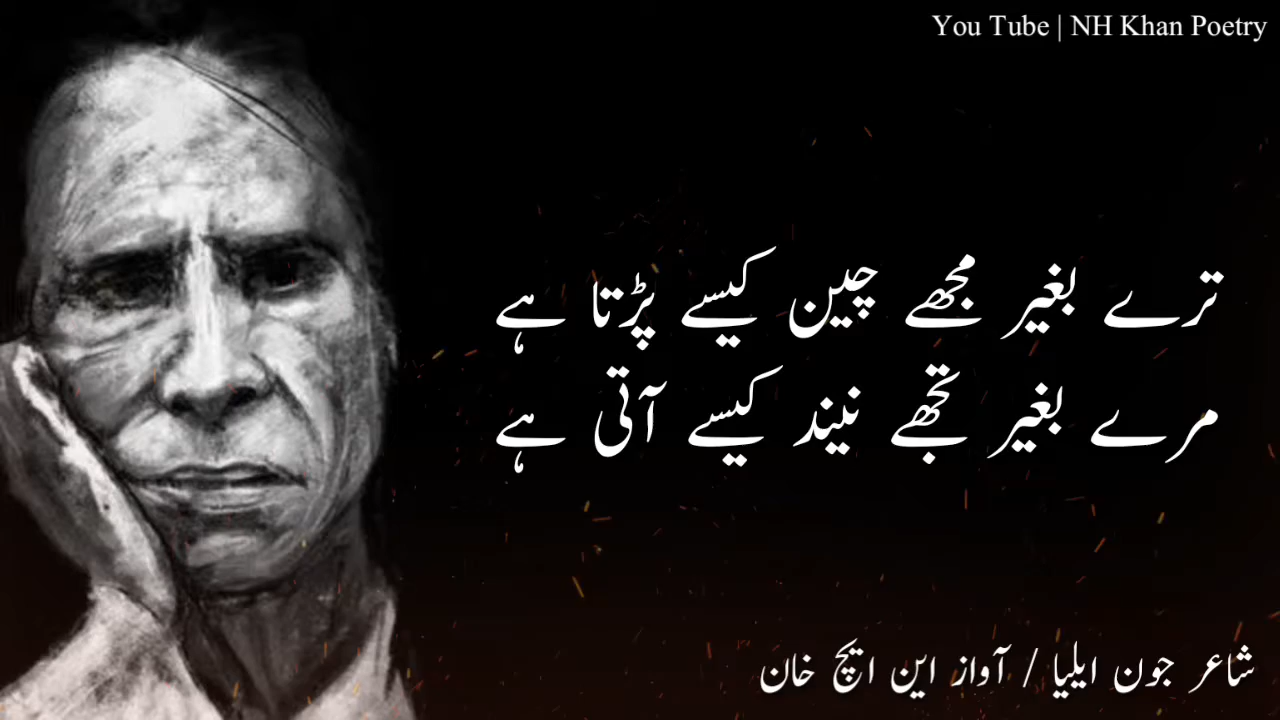 You Tube | NH Khan Poetry
ترے بغیر مجھے چین کیسے پڑتا ہے
مرے بغیر تجھے نیند کیسے آتی ہے
شاعر جون ایلیا / آواز این ایچ خان